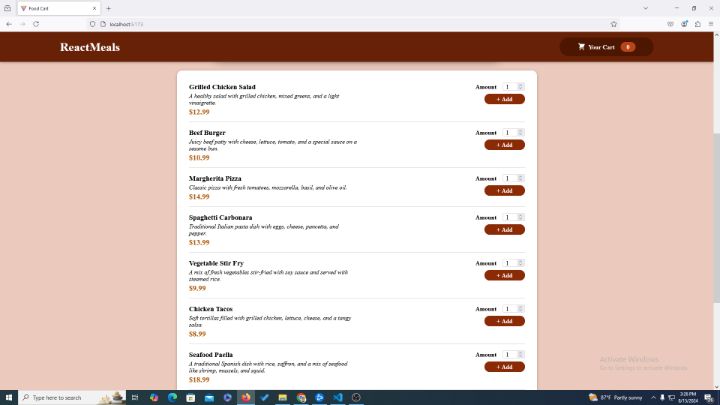 Food Cart
localhost:5173
ReactMeals
Your Cart 0
Grilled Chicken Salad
A healthy salad with grilled chicken, mixed greens, and a light
vinaigrette.
$12.99
Amount 1
+ Add
Beef Burger
Juicy beef patty with cheese, lettuce, tomato, and a special sauce on a
sesame bun.
$10.99
Amount 1
+ Add
Margherita Pizza
Classic pizza with fresh tomatoes, mozzarella, basil, and olive oil.
$14.99
Amount 1
+ Add
Spaghetti Carbonara
Traditional Italian pasta dish with eggs, cheese, pancetta, and
pepper.
$13.99
Amount 1
+ Add
Vegetable Stir Fry
A mix of fresh vegetables stir-fried with soy sauce and served with
steamed rice.
$9.99
Amount 1
+ Add
Chicken Tacos
Soft tortillas filled with grilled chicken, lettuce, cheese, and a tangy
salsa.
$8.99
Amount 1
+ Add
Seafood Paella
A traditional Spanish dish with rice, saffron, and a mix of seafood
like shrimp, mussels, and squid.
$18.99
Amount 1
+ Add
Activate Windows
Go to Settings to activate Windows.
Type here to search
87°F Partly sunny
3:26 PM
8/13/2024